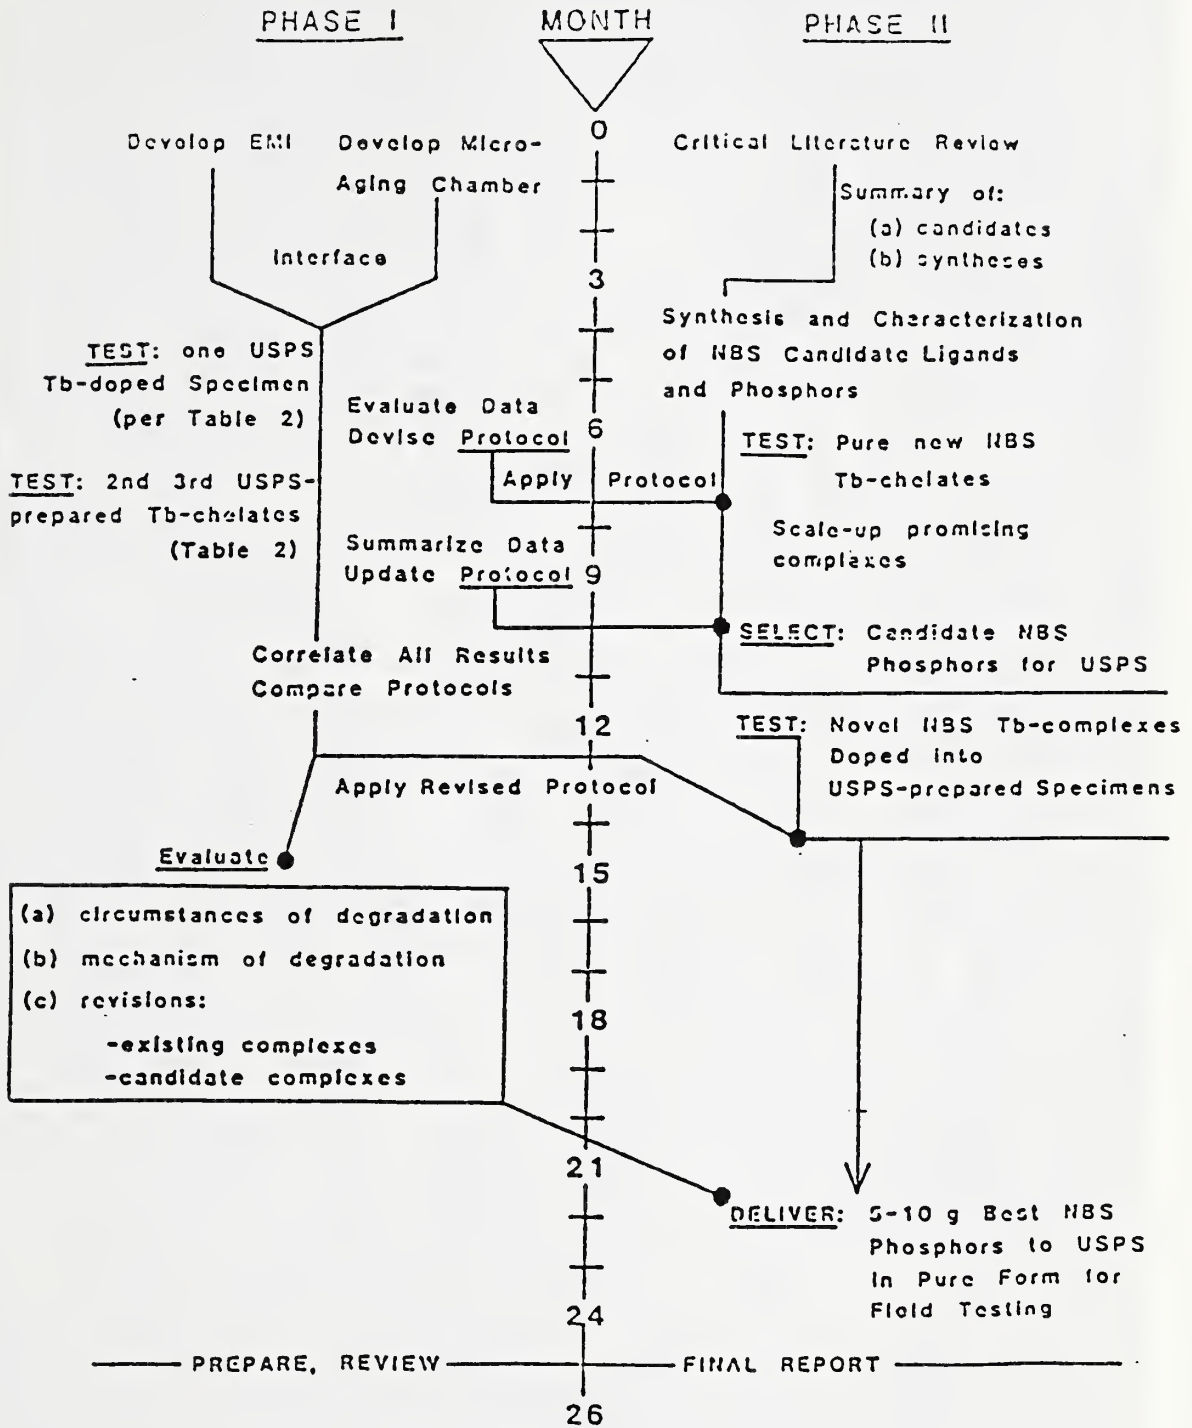 PHASE I
MONTH
PHASE II
0
Develop EMI
Develop Micro-
Aging Chamber
Critical Literature Review
Summary of:
(a) candidates
(b) syntheses
Interface
3
Synthesis and Characterization
of NBS Candidate Ligands
and Phosphors
TEST: one USPS
Tb-doped Specimen
(per Table 2)
Evaluate Data
Devise Protocol
6
TEST: Pure new NBS
Tb-chelates
Apply Protocol
TEST: 2nd 3rd USPS-
prepared Tb-chelates
(Table 2)
Scale-up promising
complexes
Summarize Data
Update Protocol
9
SELECT: Candidate NBS
Phosphors for USPS
Correlate All Results
Compare Protocols
12
TEST: Novel NBS Tb-complexes
Doped into
USPS-prepared Specimens
Apply Revised Protocol
Evaluate
15
(a) circumstances of degradation
(b) mechanism of degradation
(c) revisions:
-existing complexes
-candidate complexes
18
21
DELIVER: 5-10 g Best NBS
Phosphors to USPS
In Pure Form for
Field Testing
24
PREPARE, REVIEW
FINAL REPORT
26